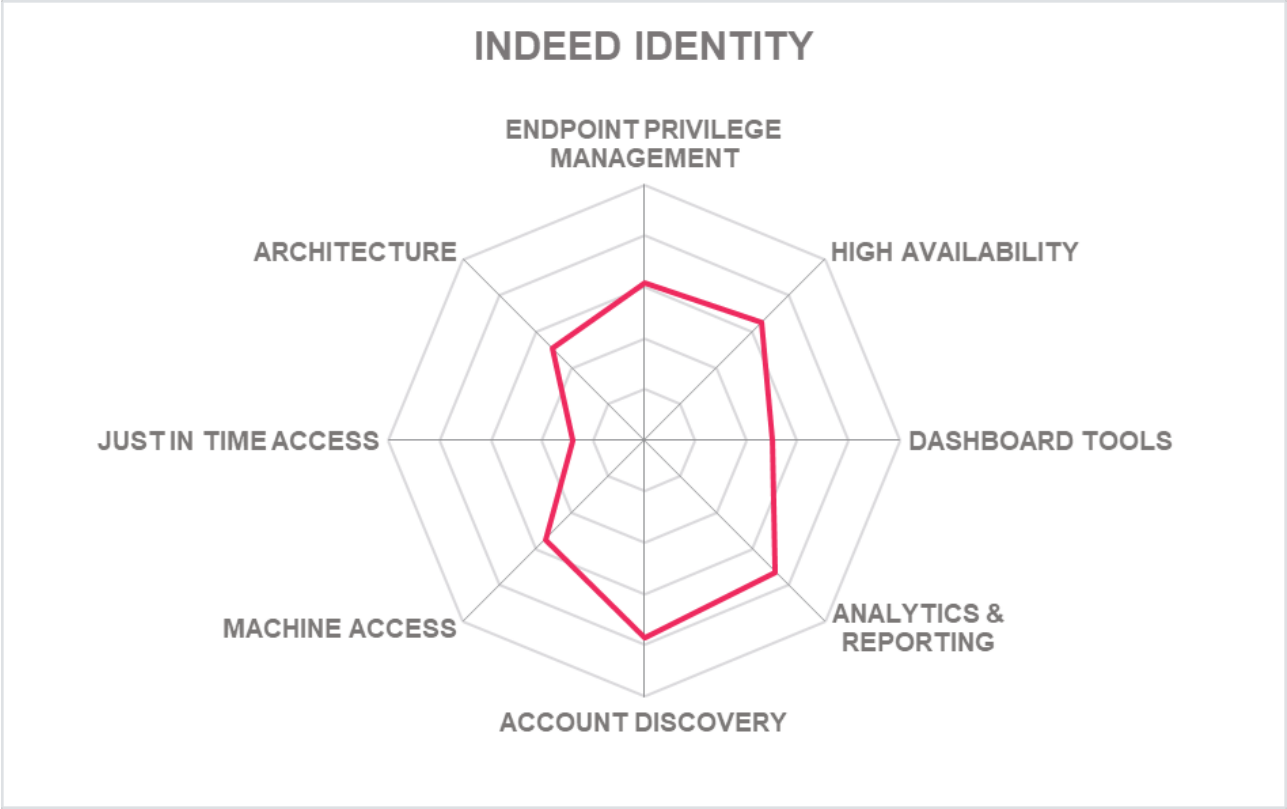 INDEED IDENTITY
ENDPOINT PRIVILEGE
MANAGEMENT
ARCHITECTURE
HIGH AVAILABILITY
JUST IN TIME ACCESS
DASHBOARD TOOLS
MACHINE ACCESS
ANALYTICS &
REPORTING
ACCOUNT DISCOVERY